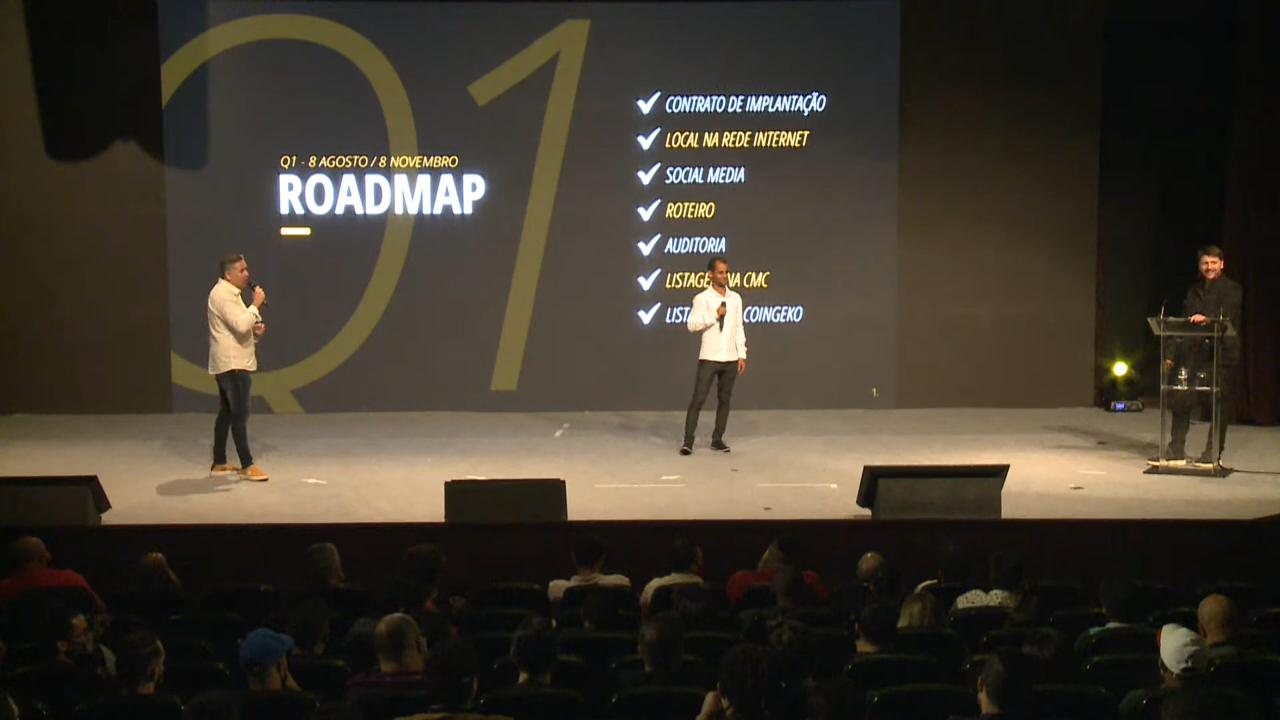 Q1
Q1 - 8 AGOSTO / 8 NOVEMBRO
ROADMAP
CONTRATO DE IMPLANTAÇÃO
LOCAL NA REDE INTERNET
SOCIAL MEDIA
ROTEIRO
AUDITORIA
NA CMC
COINGEKO